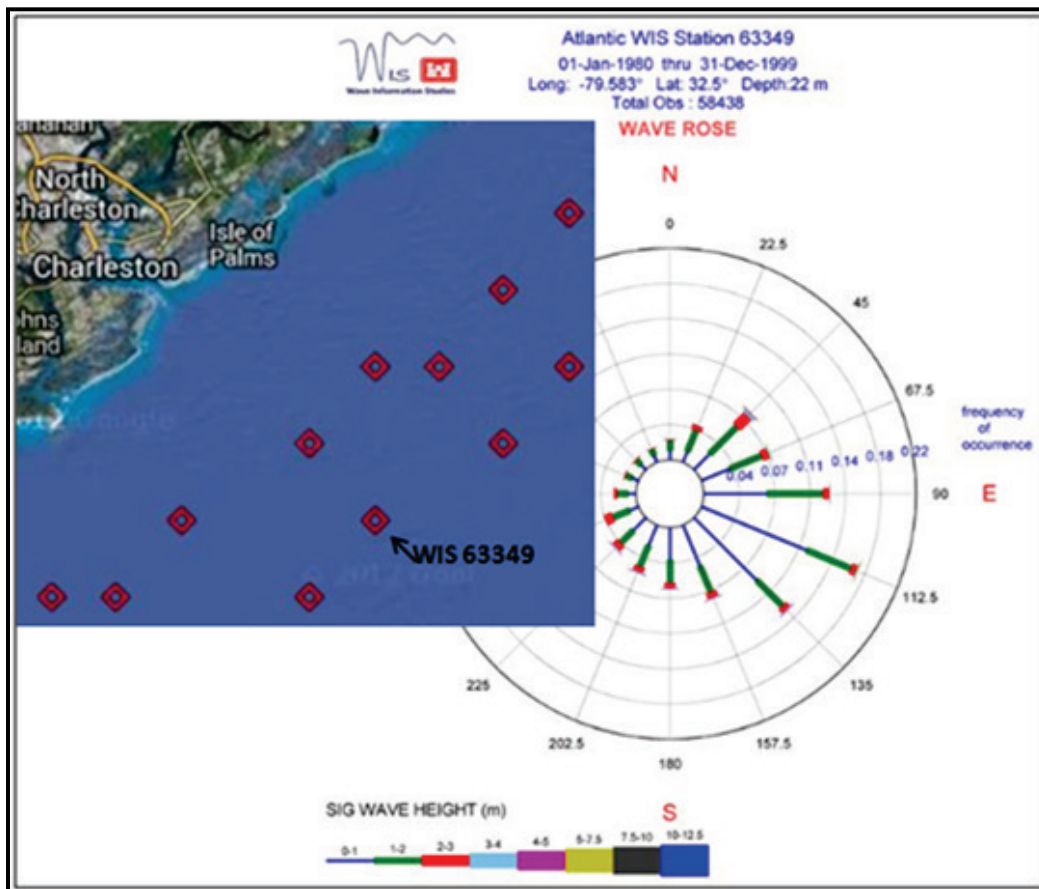 Wis
Wave Information Studies
Atlantic WIS Station 63349
01-Jan-1980 thru 31-Dec-1999
Long: -79.583° Lat: 32.5° Depth:22 m
Total Obs : 58438
WAVE ROSE
N
0
22.5
45
67.5
90
E
112.5
135
157.5
180
S
202.5
225
frequency
of
occurrence
0.04 0.07 0.11 0.14 0.18 0.22
North
Charleston
Charleston
Isle of
Palms
WIS 63349
SIG WAVE HEIGHT (m)
0-1 1-2 2-3 3-4 4-5 5-7.5 7.5-10 10-12.5